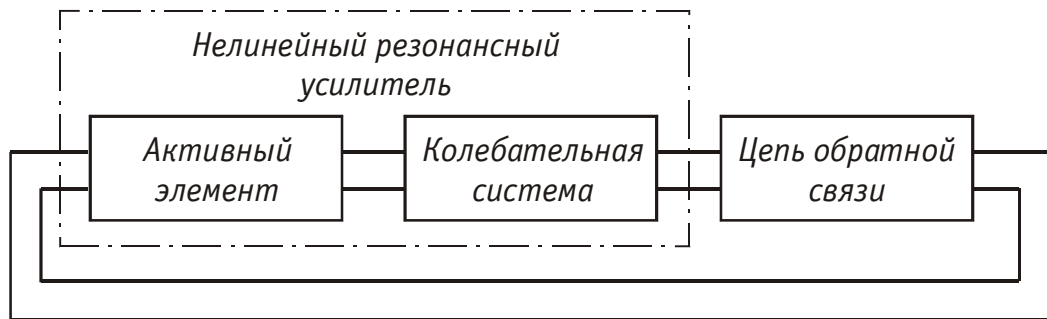 Нелинейный резонансный
усилитель
Активный
элемент
Колебательная
система
Цепь обратной
связи